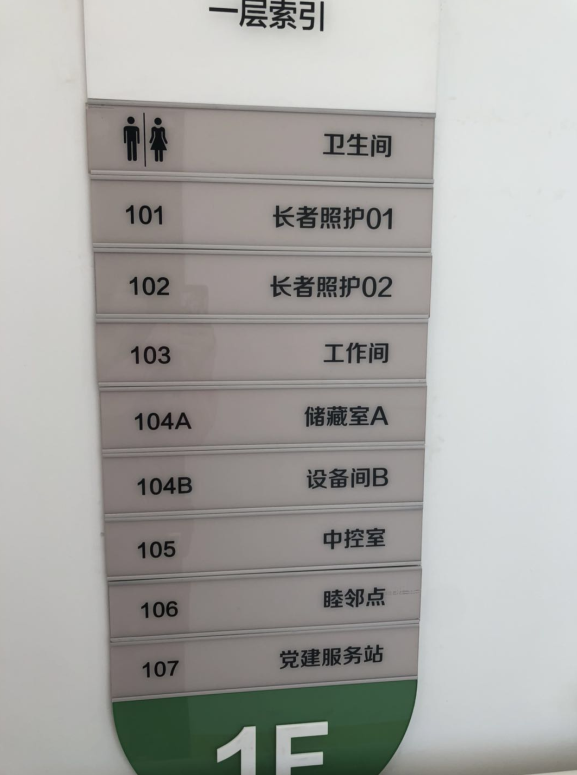 一层索引
卫生间
101 长者照护01
102 长者照护02
103 工作间
104A 储藏室A
104B 设备间B
105 中控室
106 睦邻点
107 党建服务站
1F